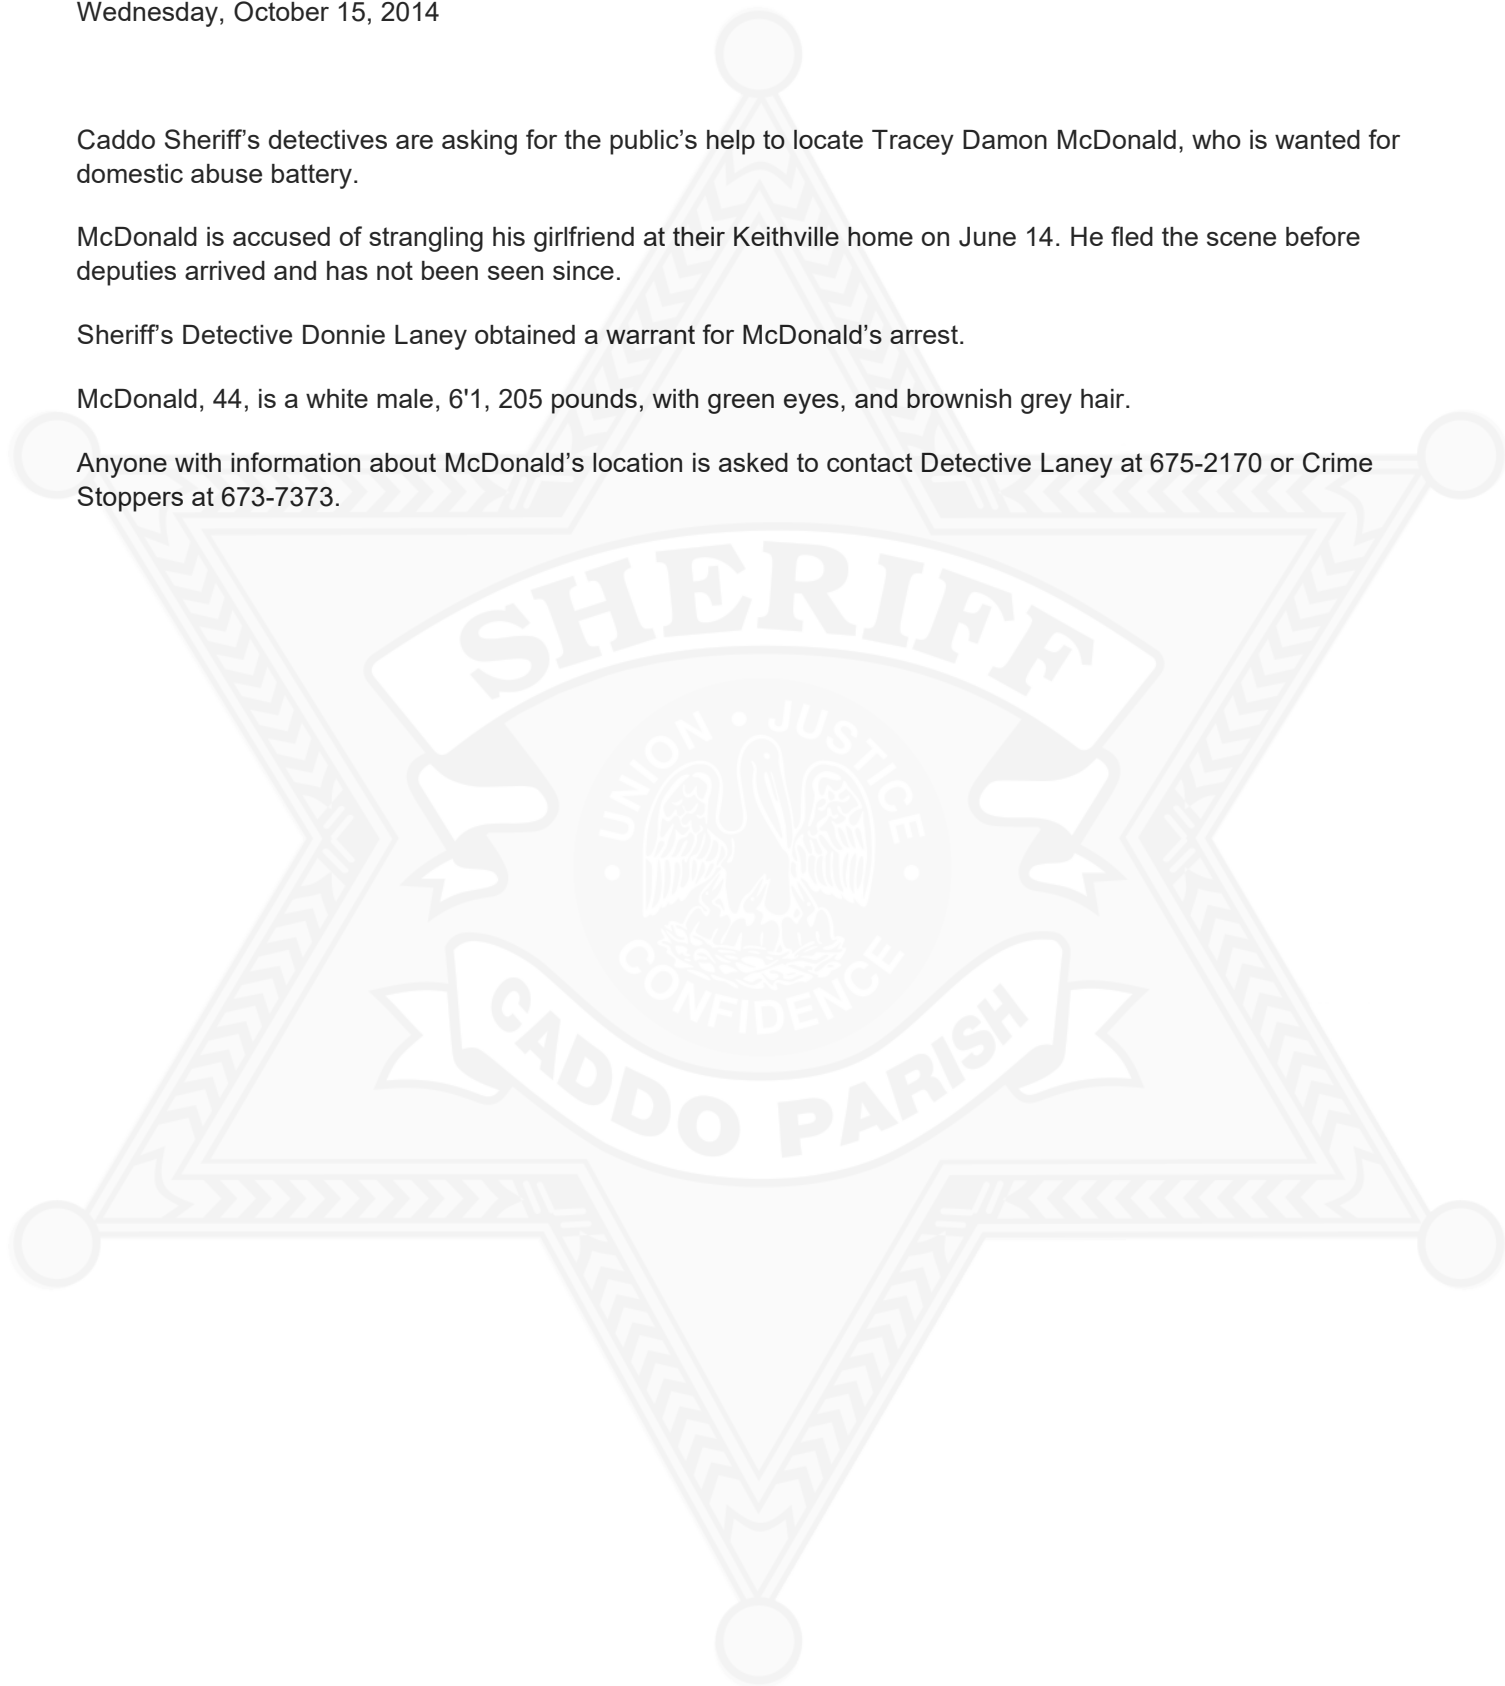 Wednesday, October 15, 2014
Caddo Sheriff’s detectives are asking for the public’s help to locate Tracey Damon McDonald, who is wanted for
domestic abuse battery.
McDonald is accused of strangling his girlfriend at their Keithville home on June 14. He fled the scene before
deputies arrived and has not been seen since.
Sheriff’s Detective Donnie Laney obtained a warrant for McDonald’s arrest.
McDonald, 44, is a white male, 6'1, 205 pounds, with green eyes, and brownish grey hair.
Anyone with information about McDonald’s location is asked to contact Detective Laney at 675-2170 or Crime
Stoppers at 673-7373.
SHERIFF
UNION • JUSTICE
• CONFIDENCE •
CADDO PARISH